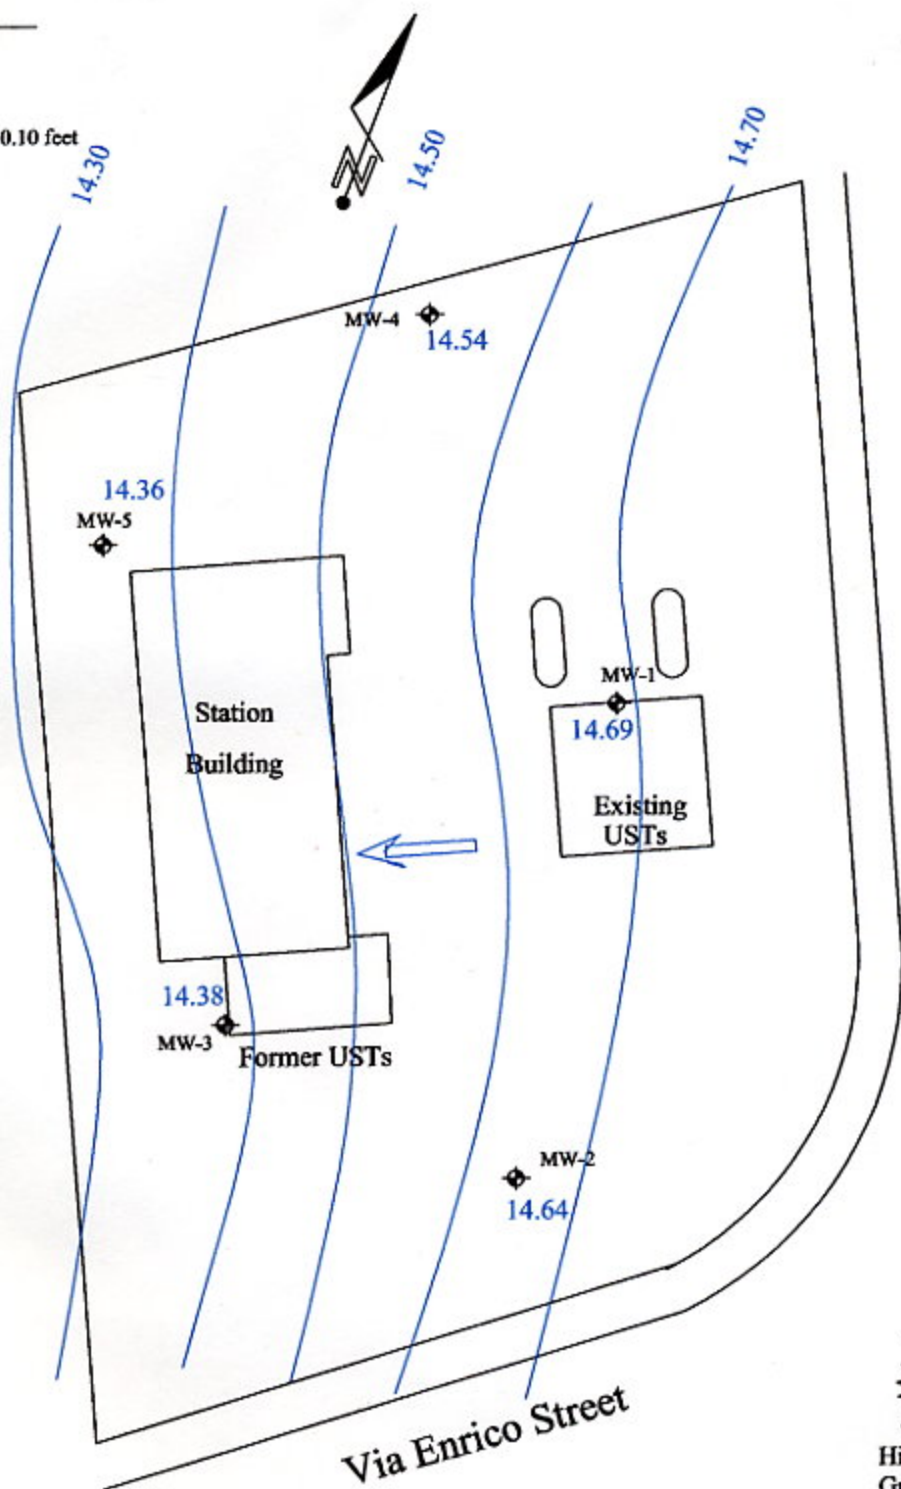 0.10 feet
14.30
14.50
14.70
N
MW-4
14.54
14.36
MW-5
MW-1
14.69
Station
Building
Existing
USTs
14.38
MW-3
Former USTs
MW-2
14.64
Via Enrico Street
Hi